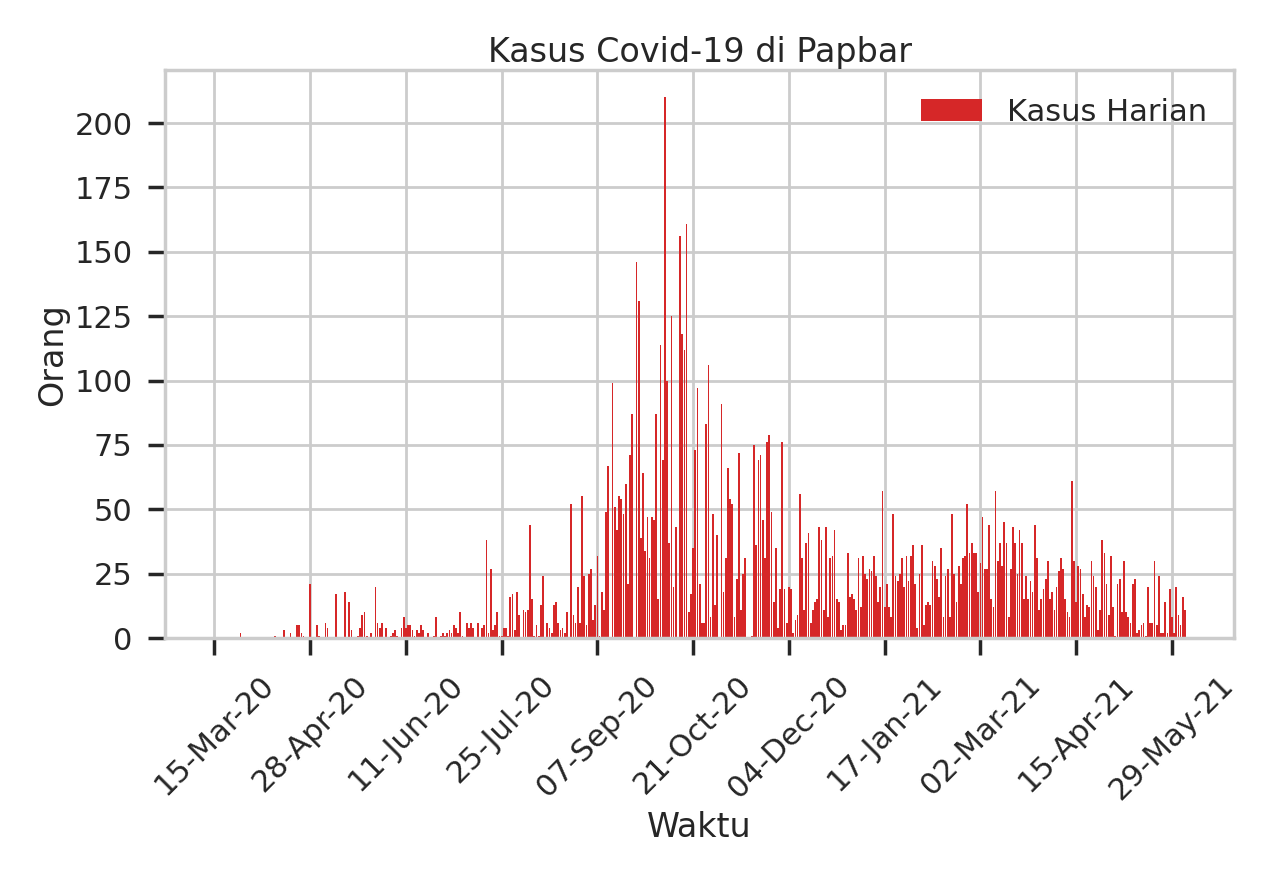 Kasus Covid-19 di Papbar
Kasus Harian
Orang
200
175
150
125
100
75
50
25
0
15-Mar-20
28-Apr-20
11-Jun-20
25-Jul-20
07-Sep-20
21-Oct-20
04-Dec-20
17-Jan-21
02-Mar-21
15-Apr-21
29-May-21
Waktu